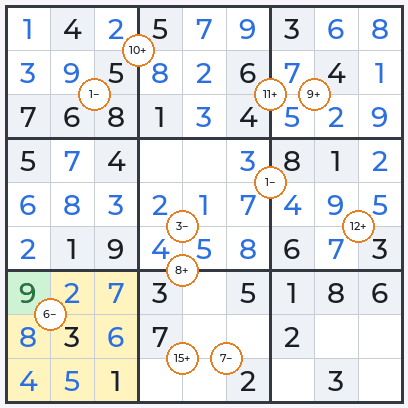 1 4 2 5 7 9 3 6 8
10+
3 9 5 8 2 6 7 4 1
1− 11+ 9+
7 6 8 1 3 4 5 2 9
5 7 4 3 8 1 2
1−
6 8 3 2 1 7 4 9 5
3− 12+
2 1 9 4 5 8 6 7 3
8+
9 2 7 3 5 1 8 6
6−
8 3 6 7 2
15+ 7−
4 5 1 2 3